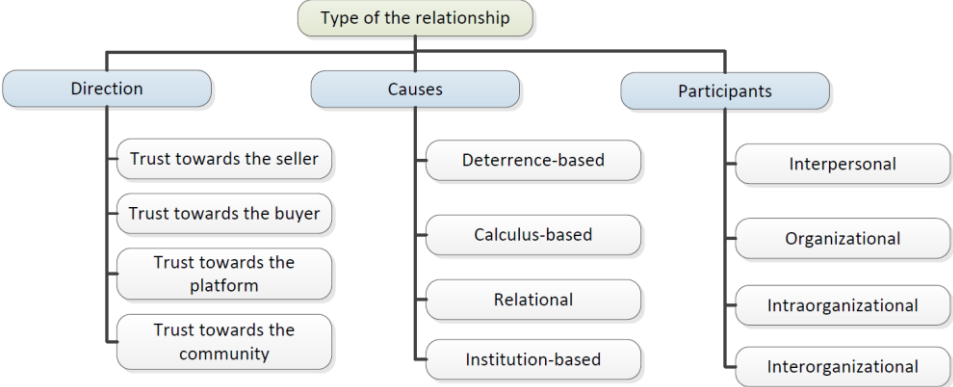 Type of the relationship
Direction
Causes
Participants
Trust towards the seller
Trust towards the buyer
Trust towards the
platform
Trust towards the
community
Deterrence-based
Calculus-based
Relational
Institution-based
Interpersonal
Organizational
Intraorganizational
Interorganizational